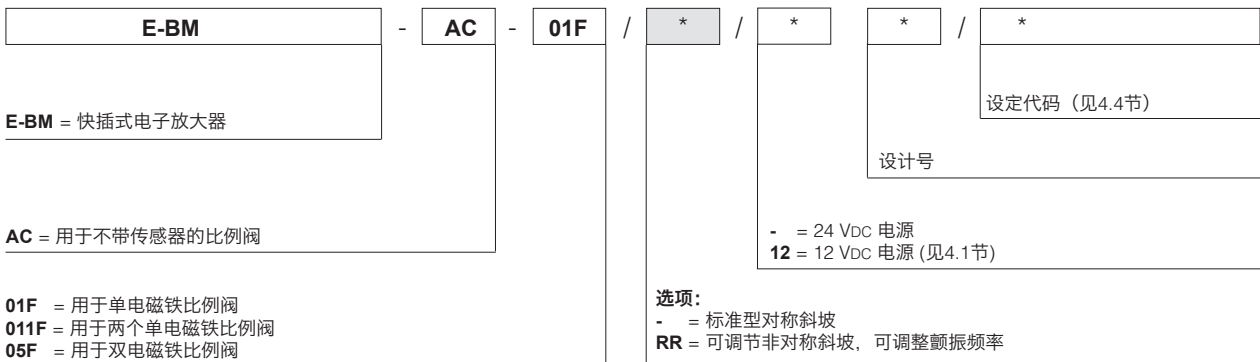 E-BM - AC - 01F / * / * * / *
设定代码（见4.4节）
E-BM = 快插式电子放大器
设计号
AC = 用于不带传感器的比例阀
- = 24 VDC 电源
12 = 12 VDC 电源 (见4.1节)
01F = 用于单电磁铁比例阀
011F = 用于两个单电磁铁比例阀
05F = 用于双电磁铁比例阀
选项：
- = 标准型对称斜坡
RR = 可调节非对称斜坡，可调整颤振频率